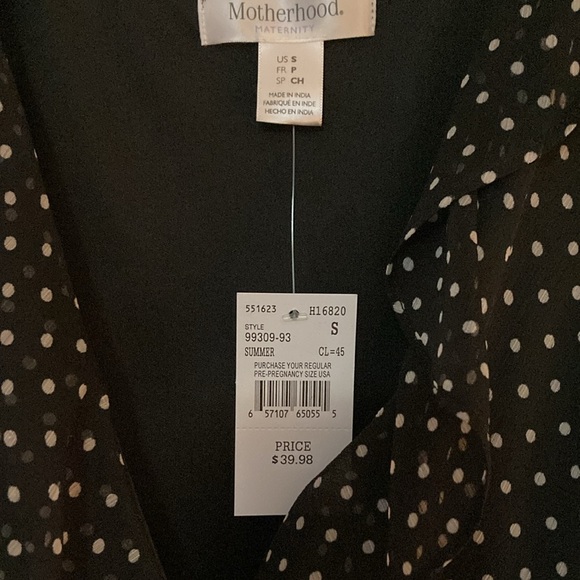 Motherhood.
MATERNITY
US S
FR P
SP CH
MADE IN INDIA
FABRIQUÉ EN INDE
HECHO EN INDIA
551623 H16820
STYLE S
99309-93
SUMMER CL=45
PURCHASE YOUR REGULAR
PRE-PREGNANCY SIZE USA
6 57107 65055 5
PRICE
$39.98